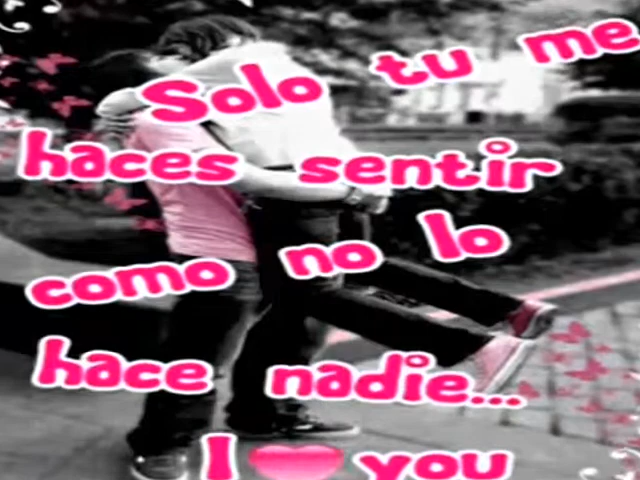 Solo tu me
haces sentir
como no lo
hace nadie...
I ❤ you